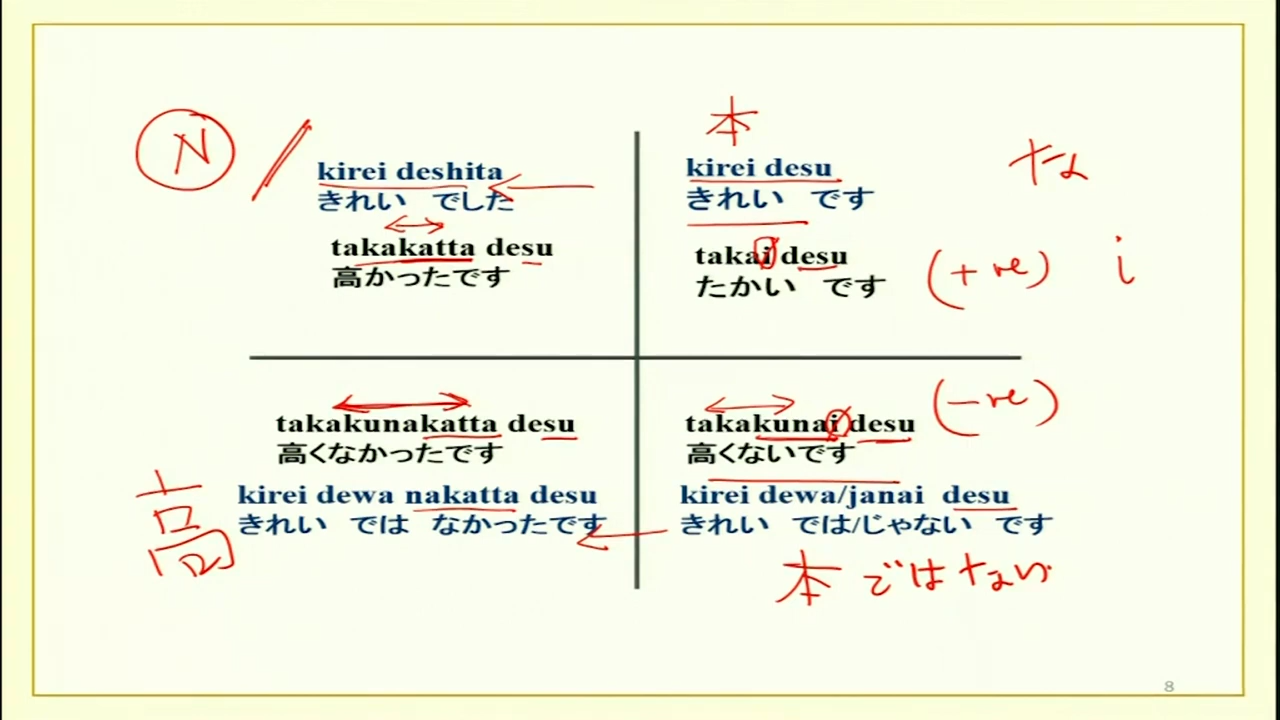 本
N
な
kirei deshita
きれい でした
takakatta desu
高かったです
kirei desu
きれい です
takai desu
たかい です
(+ve)
i
takakunakatta desu
高くなかったです
kirei dewa nakatta desu
きれい では なかったです
高
takakunai desu
高くないです
(-ve)
kirei dewa/janai desu
きれい では/じゃない です
本ではない
8